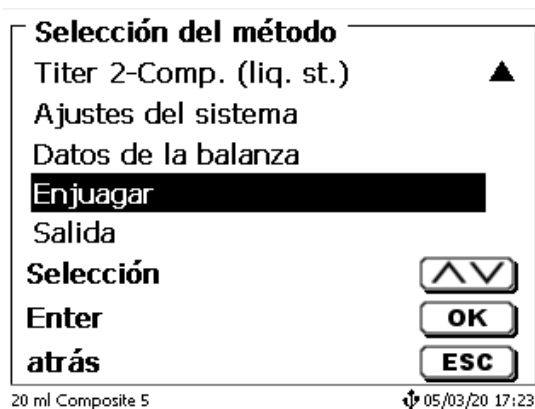 Selección del método
Titer 2-Comp. (liq. st.)
Ajustes del sistema
Datos de la balanza
Enjuagar
Salida
Selección
Enter OK
atrás ESC
20 ml Composite 5 05/03/20 17:23